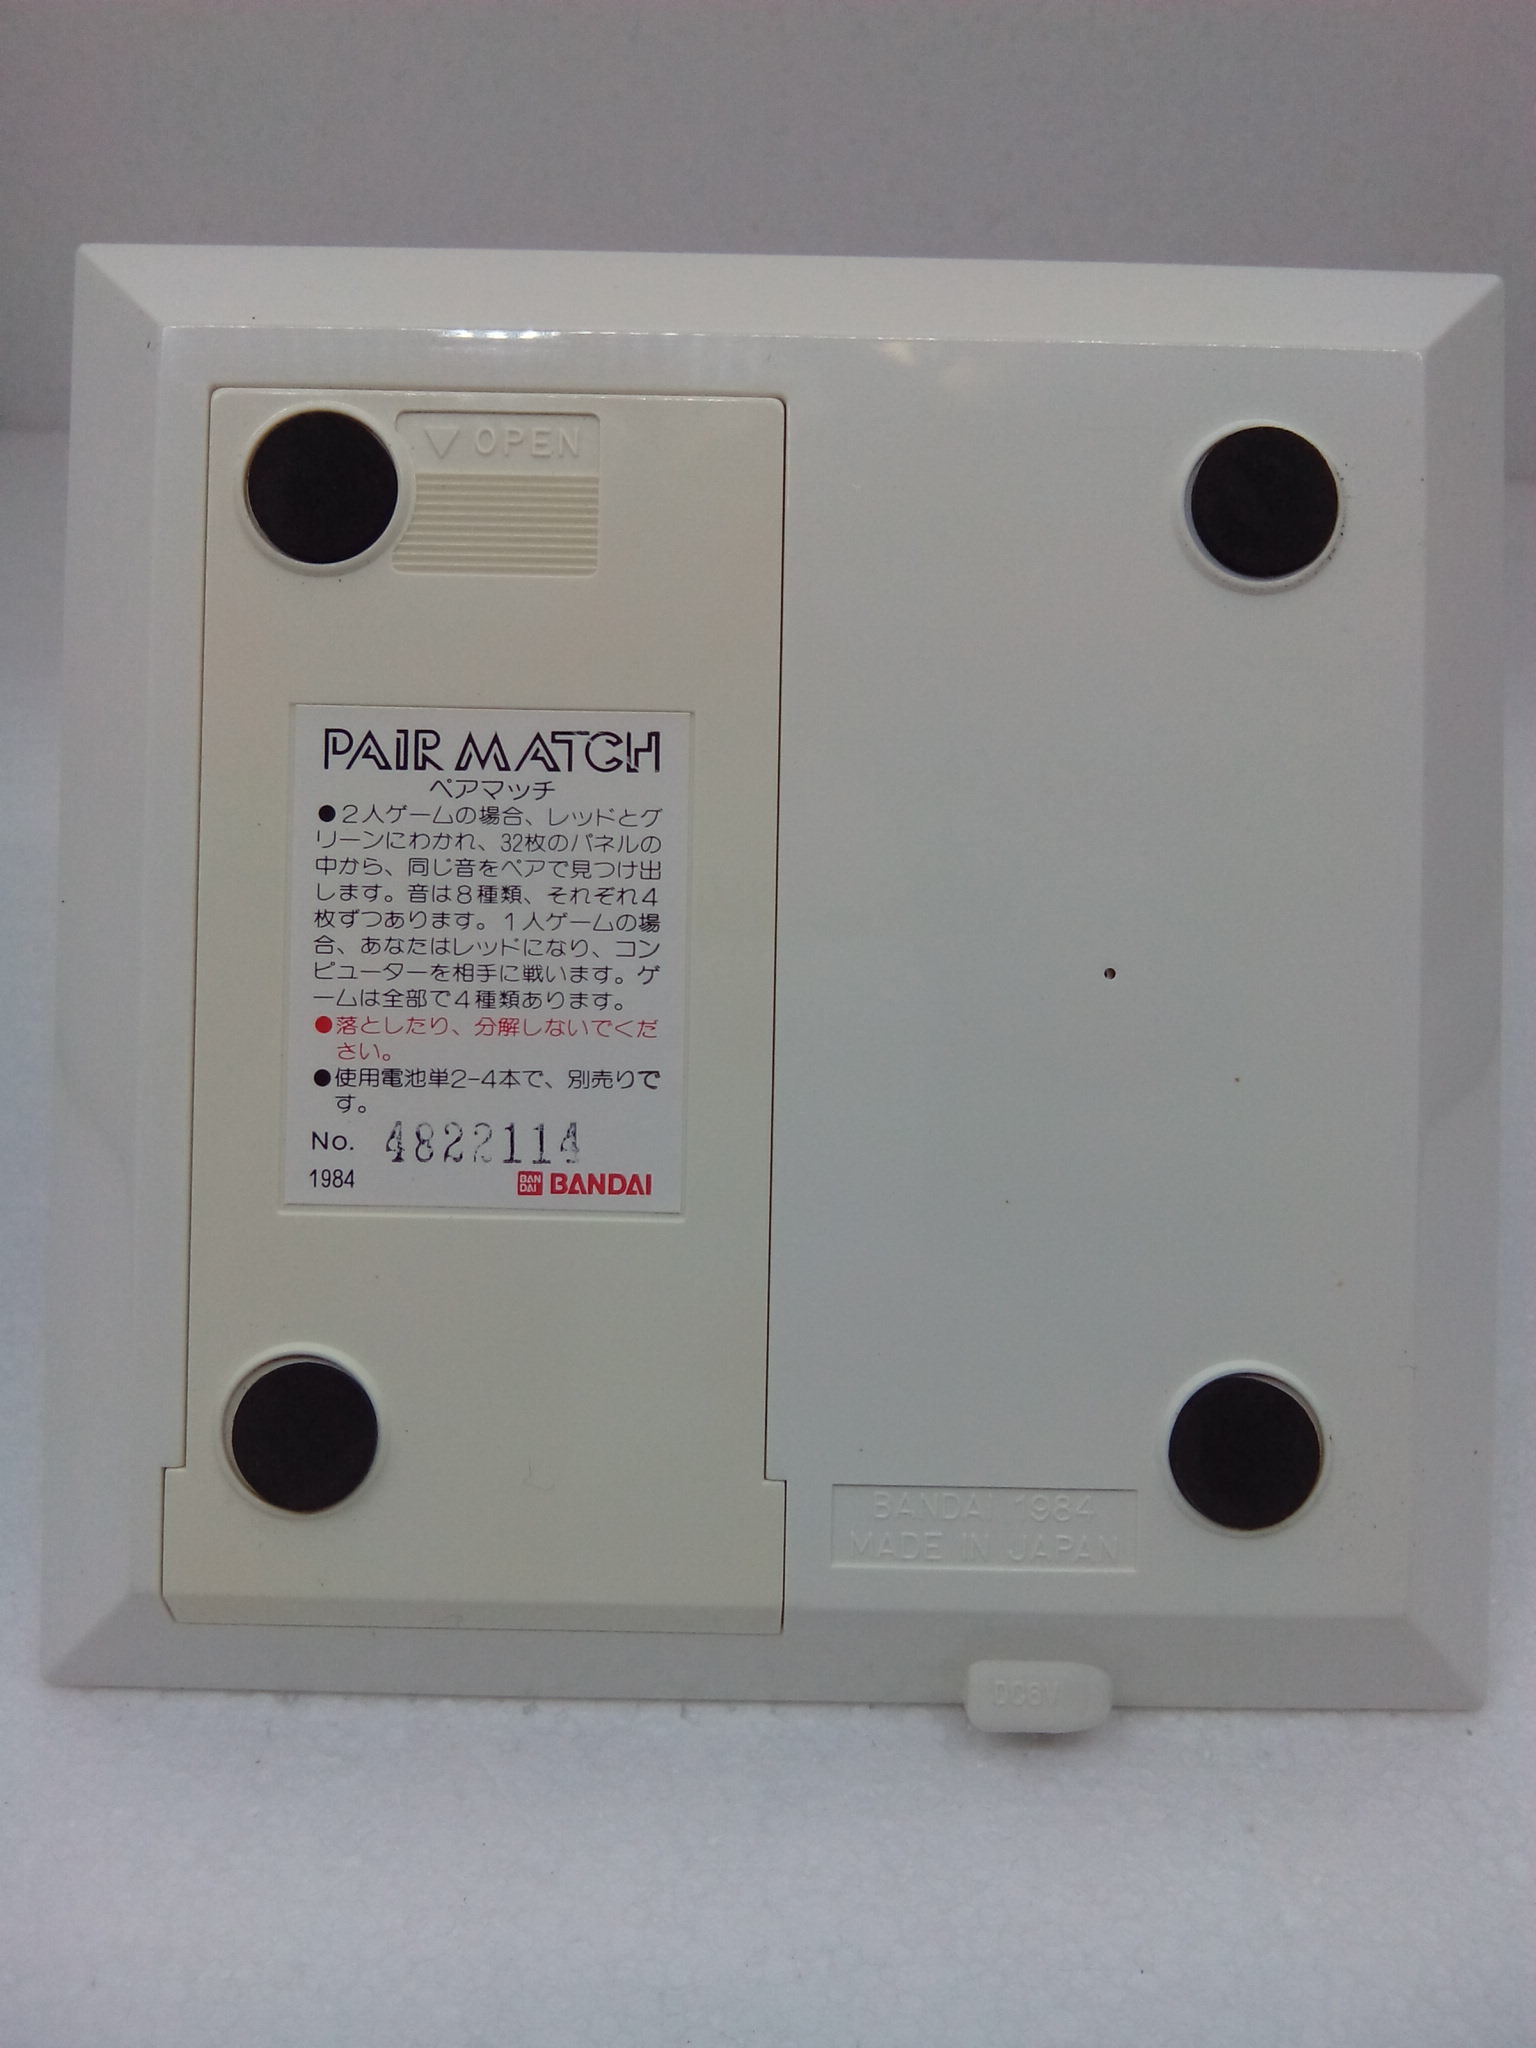 ▽ OPEN
PAIR MATCH
ペアマッチ
●2人ゲームの場合、レッドとグ
リーンにわかれ、32枚のパネルの
中から、同じ音をペアで見つけ出
します。音は8種類、それぞれ4
枚ずつあります。1人ゲームの場
合、あなたはレッドになり、コン
ピューターを相手に戦います。ゲ
ームは全部で4種類あります。
●落としたり、分解しないでくだ
さい。
●使用電池単2-4本で、別売りで
す。
No. 4822114
1984 BAN DAI BANDAI
BANDAI 1984
MADE IN JAPAN
DC6V